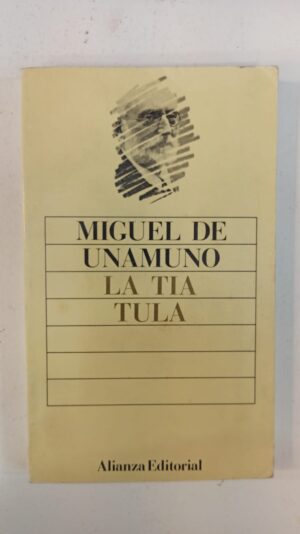 MIGUEL DE
UNAMUNO
LA TIA
TULA
Alianza Editorial